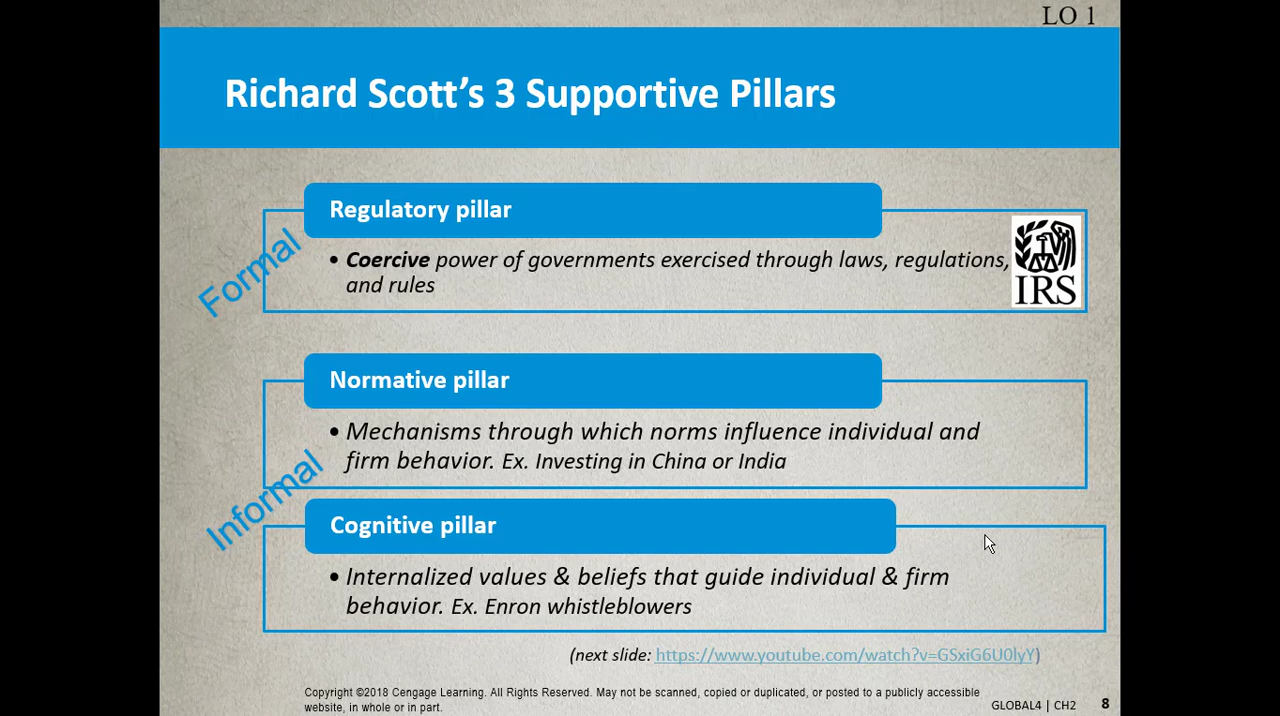 LO 1
Richard Scott's 3 Supportive Pillars
Regulatory pillar
Formal
• Coercive power of governments exercised through laws, regulations,
and rules
IRS
Normative pillar
• Mechanisms through which norms influence individual and
firm behavior. Ex. Investing in China or India
Informal
Cognitive pillar
• Internalized values & beliefs that guide individual & firm
behavior. Ex. Enron whistleblowers
(next slide: https://www.youtube.com/watch?v=GSxiG6U0lyY)
Copyright ©2018 Cengage Learning. All Rights Reserved. May not be scanned, copied or duplicated, or posted to a publicly accessible
website, in whole or in part.
GLOBAL4 | CH2
8